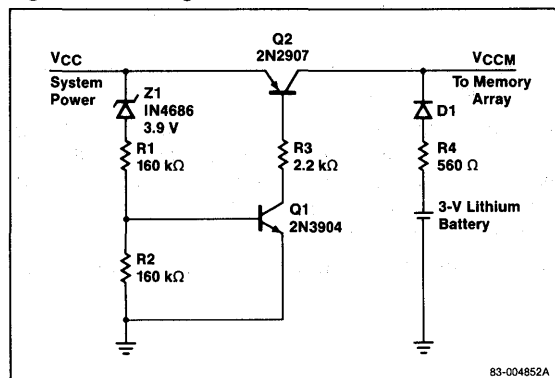 Q2
2N2907
VCC
System
Power
VCCM
To Memory
Array
Z1
IN4686
3.9 V
D1
R1
160 kΩ
R3
2.2 kΩ
R4
560 Ω
Q1
2N3904
3-V Lithium
Battery
R2
160 kΩ
83-004852A